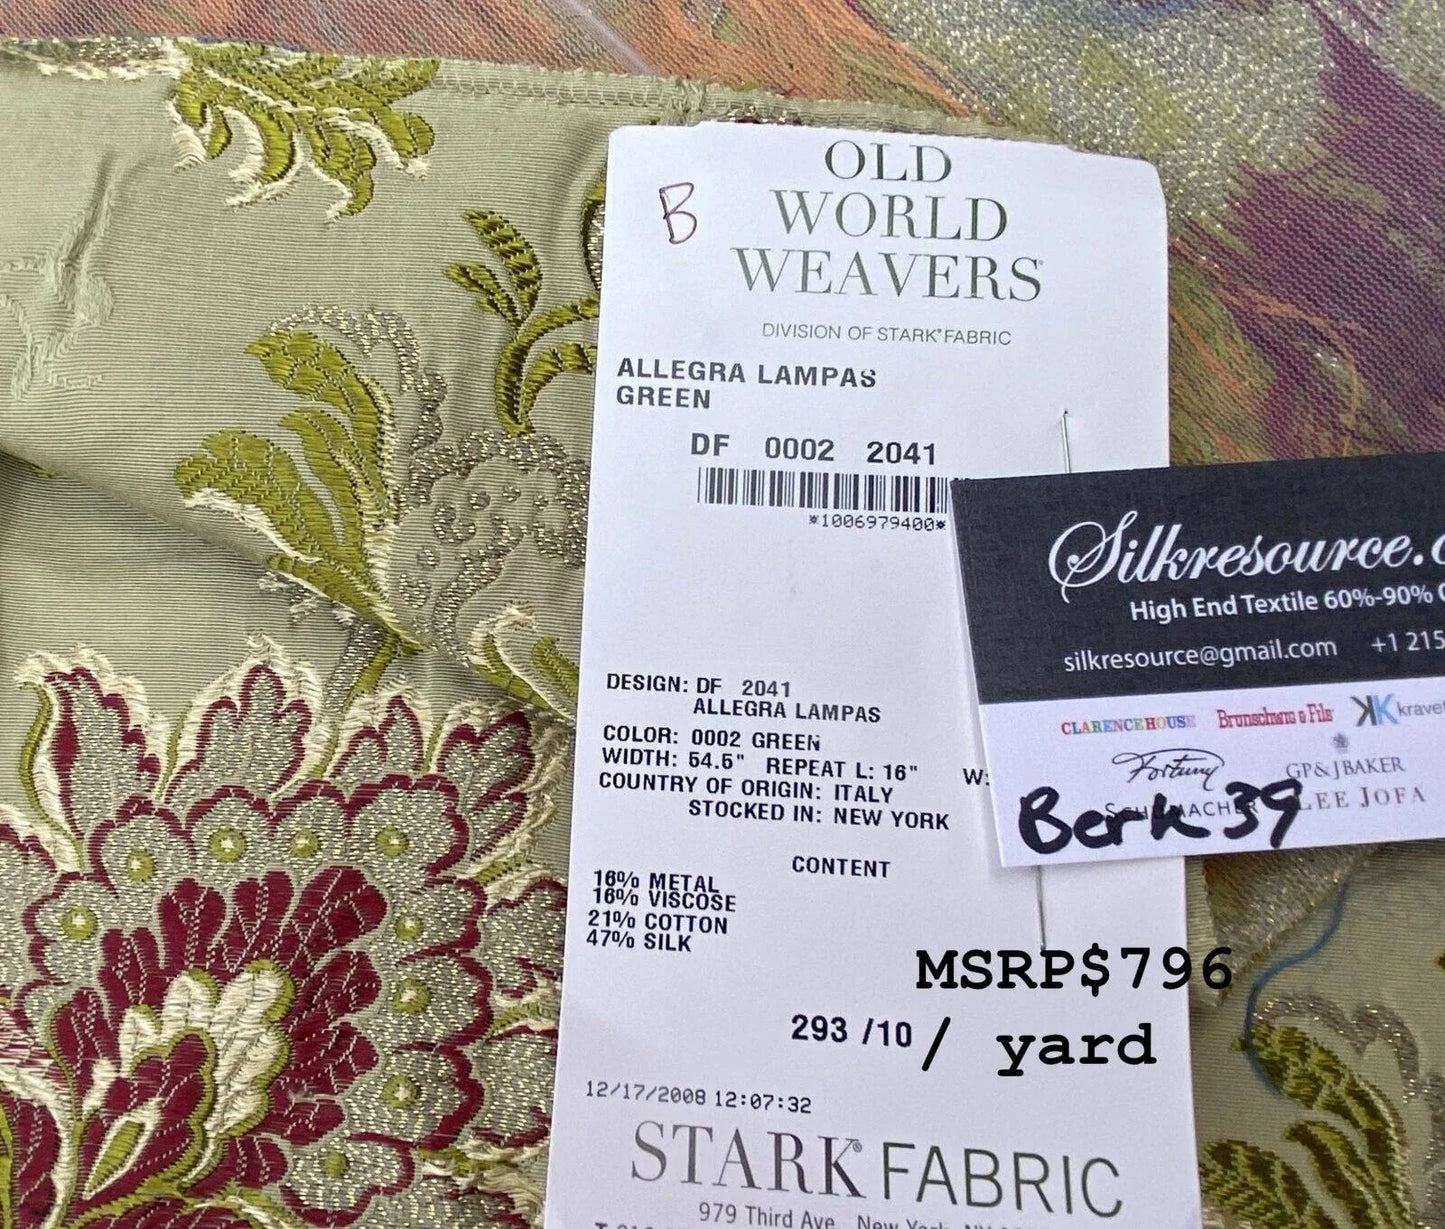 B
OLD
WORLD
WEAVERS
DIVISION OF STARK® FABRIC
ALLEGRA LAMPAS
GREEN
DF 0002 2041
*1006979400*
DESIGN: DF 2041
ALLEGRA LAMPAS
COLOR: 0002 GREEN
WIDTH: 54.5" REPEAT L: 16" W:
COUNTRY OF ORIGIN: ITALY
STOCKED IN: NEW YORK
CONTENT
16% METAL
16% VISCOSE
21% COTTON
47% SILK
293 /10
MSRP$796
/ yard
12/17/2008 12:07:32
STARK® FABRIC
979 Third Ave New York
Silkresource.
High End Textile 60%-90%
silkresource@gmail.com +1 215
CLARENCE HOUSE Brunschwig & Fils KK kravet
Fortuny GP&JBAKER
SCHUMACHER LEE JOFA
Berk39